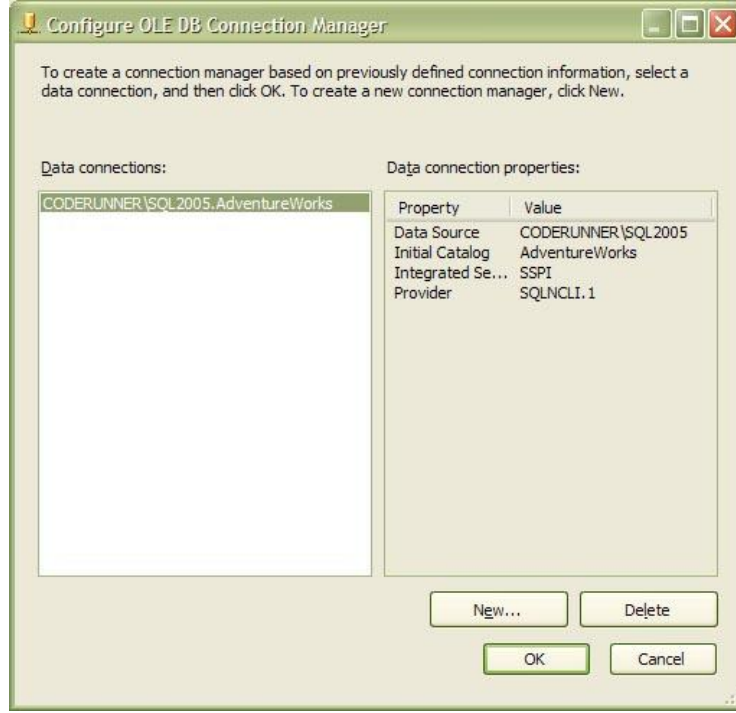 Configure OLE DB Connection Manager
To create a connection manager based on previously defined connection information, select a
data connection, and then click OK. To create a new connection manager, click New.
Data connections:
CODERUNNER\SQL2005.AdventureWorks
Data connection properties:
Property Value
Data Source CODERUNNER\SQL2005
Initial Catalog AdventureWorks
Integrated Se... SSPI
Provider SQLNCLI.1
New... Delete
OK Cancel